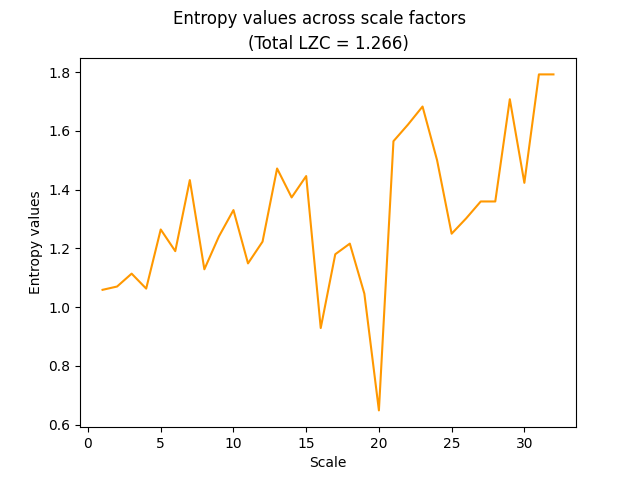 Entropy values across scale factors
(Total LZC = 1.266)
1.8
1.6
1.4
1.2
1.0
0.8
0.6
Entropy values
0 5 10 15 20 25 30
Scale